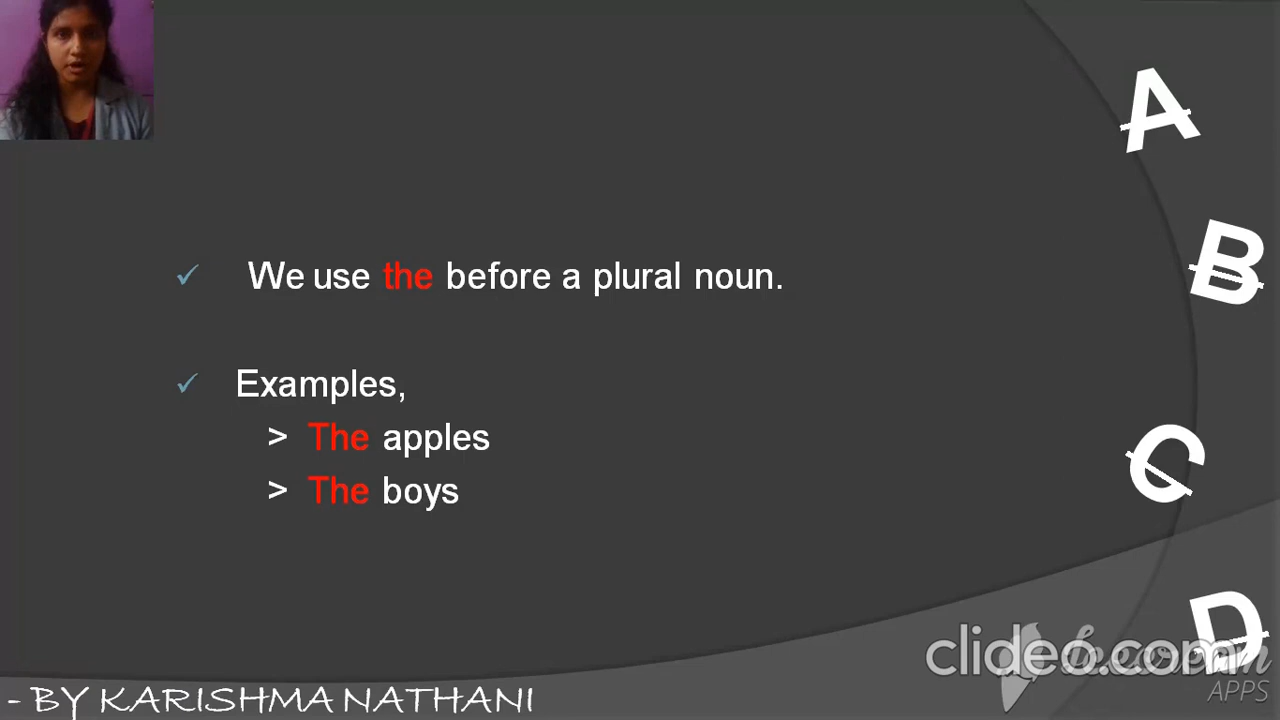 A
B
✓ We use the before a plural noun.
✓ Examples,
> The apples
> The boys
C
D
clideo.com
APPS
- BY KARISHMA NATHANI